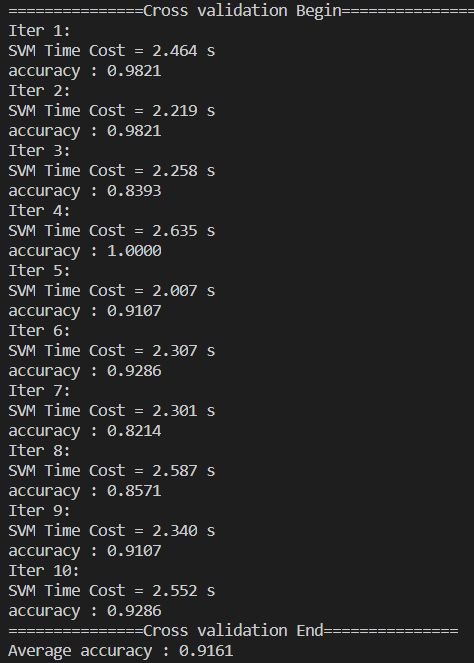 ===============Cross validation Begin===============
Iter 1:
SVM Time Cost = 2.464 s
accuracy : 0.9821
Iter 2:
SVM Time Cost = 2.219 s
accuracy : 0.9821
Iter 3:
SVM Time Cost = 2.258 s
accuracy : 0.8393
Iter 4:
SVM Time Cost = 2.635 s
accuracy : 1.0000
Iter 5:
SVM Time Cost = 2.007 s
accuracy : 0.9107
Iter 6:
SVM Time Cost = 2.307 s
accuracy : 0.9286
Iter 7:
SVM Time Cost = 2.301 s
accuracy : 0.8214
Iter 8:
SVM Time Cost = 2.587 s
accuracy : 0.8571
Iter 9:
SVM Time Cost = 2.340 s
accuracy : 0.9107
Iter 10:
SVM Time Cost = 2.552 s
accuracy : 0.9286
===============Cross validation End===============
Average accuracy : 0.9161